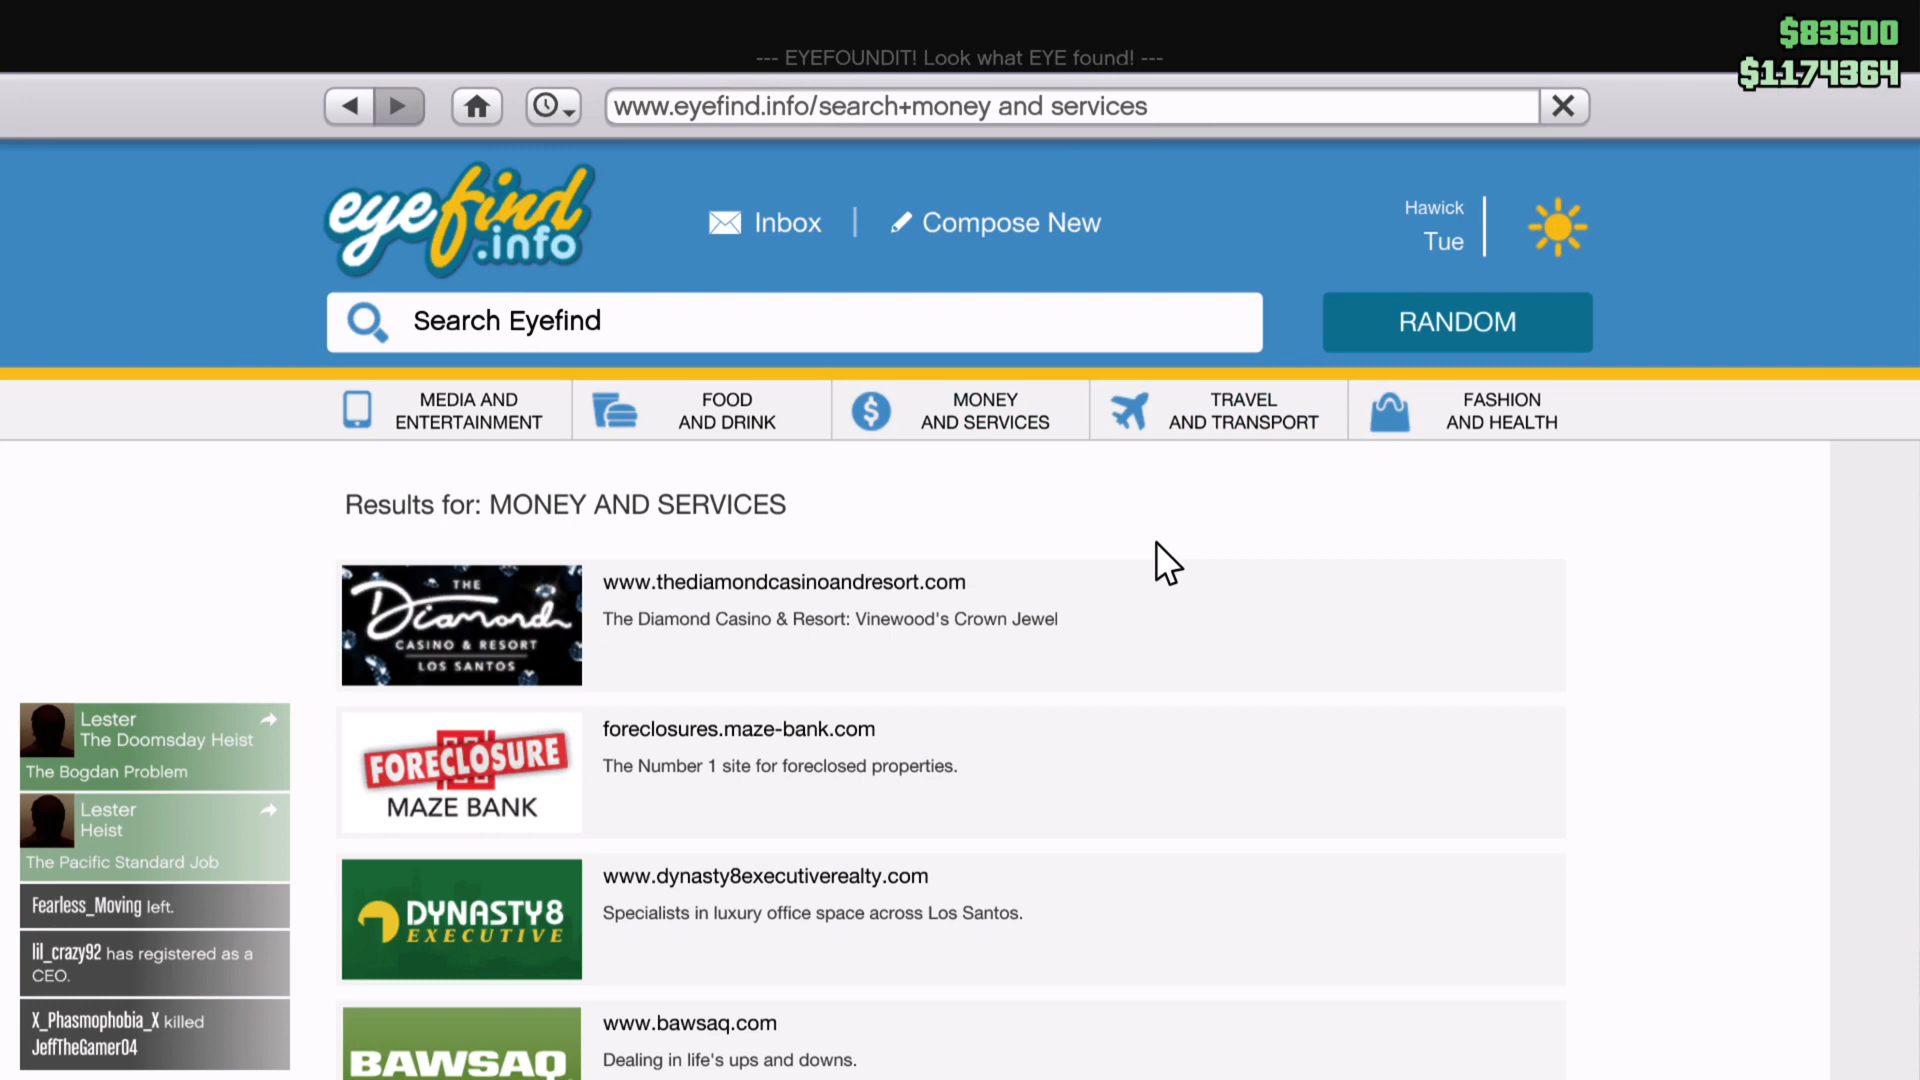 $83500
--- EYEFOUNDIT! Look what EYE found! ---
$1174364
www.eyefind.info/search+money and services
eyefind
.info
Inbox
Compose New
Hawick
Tue
Search Eyefind
RANDOM
MEDIA AND
ENTERTAINMENT
FOOD
AND DRINK
MONEY
AND SERVICES
TRAVEL
AND TRANSPORT
FASHION
AND HEALTH
Results for: MONEY AND SERVICES
THE
Diamond
CASINO & RESORT
LOS SANTOS
www.thediamondcasinoandresort.com
The Diamond Casino & Resort: Vinewood's Crown Jewel
FORECLOSURE
MAZE BANK
foreclosures.maze-bank.com
The Number 1 site for foreclosed properties.
DYNASTY8
EXECUTIVE
www.dynasty8executiverealty.com
Specialists in luxury office space across Los Santos.
BAWSAQ
www.bawsaq.com
Dealing in life's ups and downs.
Lester
The Doomsday Heist
The Bogdan Problem
Lester
Heist
The Pacific Standard Job
Fearless_Moving left.
lil_crazy92 has registered as a
CEO.
X_Phasmophobia_X killed
JeffTheGamer04